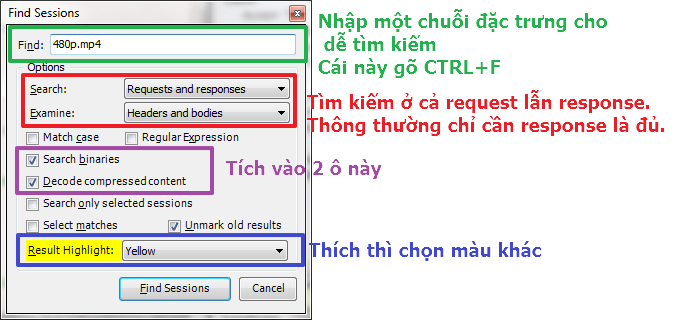 Find Sessions
Find: 480p.mp4
Nhập một chuỗi đặc trưng cho
dễ tìm kiếm
Cái này gõ CTRL+F
Options
Search: Requests and responses
Examine: Headers and bodies
Tìm kiếm ở cả request lẫn response.
Thông thường chỉ cần response là đủ.
Match case Regular Expression
Search binaries
Decode compressed content
Tích vào 2 ô này
Search only selected sessions
Select matches Unmark old results
Result Highlight: Yellow
Thích thì chọn màu khác
Find Sessions Cancel